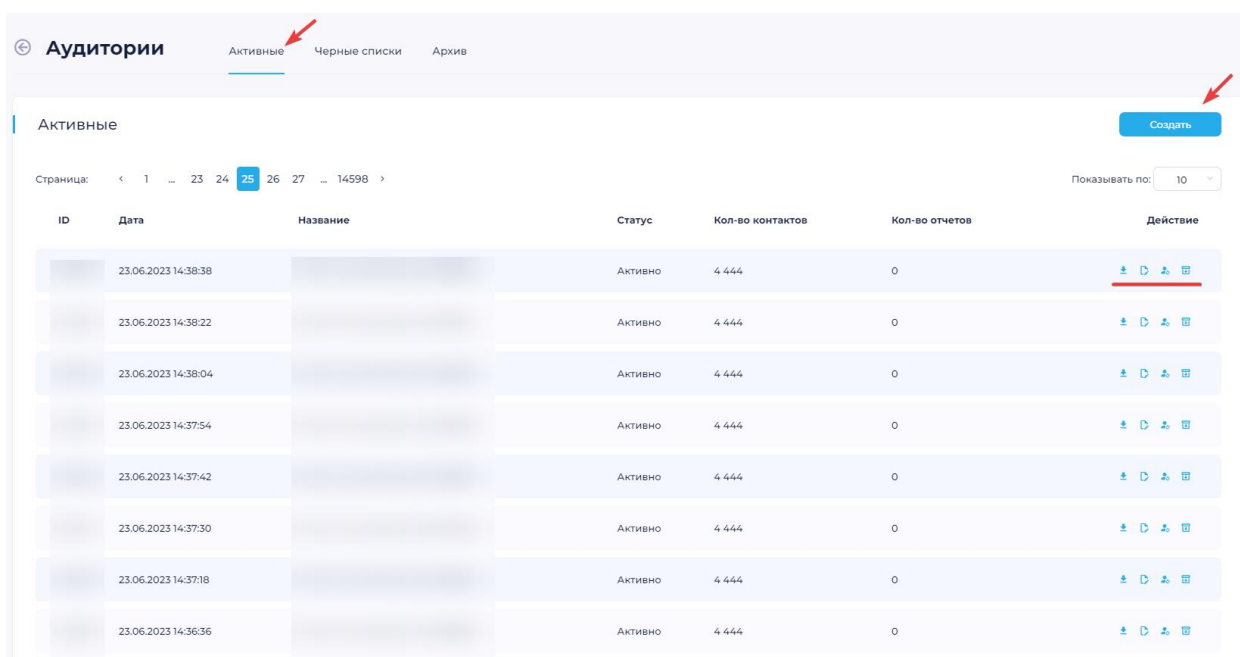 Аудитории Активные Черные списки Архив
Активные Создать
Страница: < 1 ... 23 24 25 26 27 ... 14598 > Показывать по: 10
ID Дата Название Статус Кол-во контактов Кол-во отчетов Действие
23.06.2023 14:38:38 Активно 4 444 0
23.06.2023 14:38:22 Активно 4 444 0
23.06.2023 14:38:04 Активно 4 444 0
23.06.2023 14:37:54 Активно 4 444 0
23.06.2023 14:37:42 Активно 4 444 0
23.06.2023 14:37:30 Активно 4 444 0
23.06.2023 14:37:18 Активно 4 444 0
23.06.2023 14:36:36 Активно 4 444 0